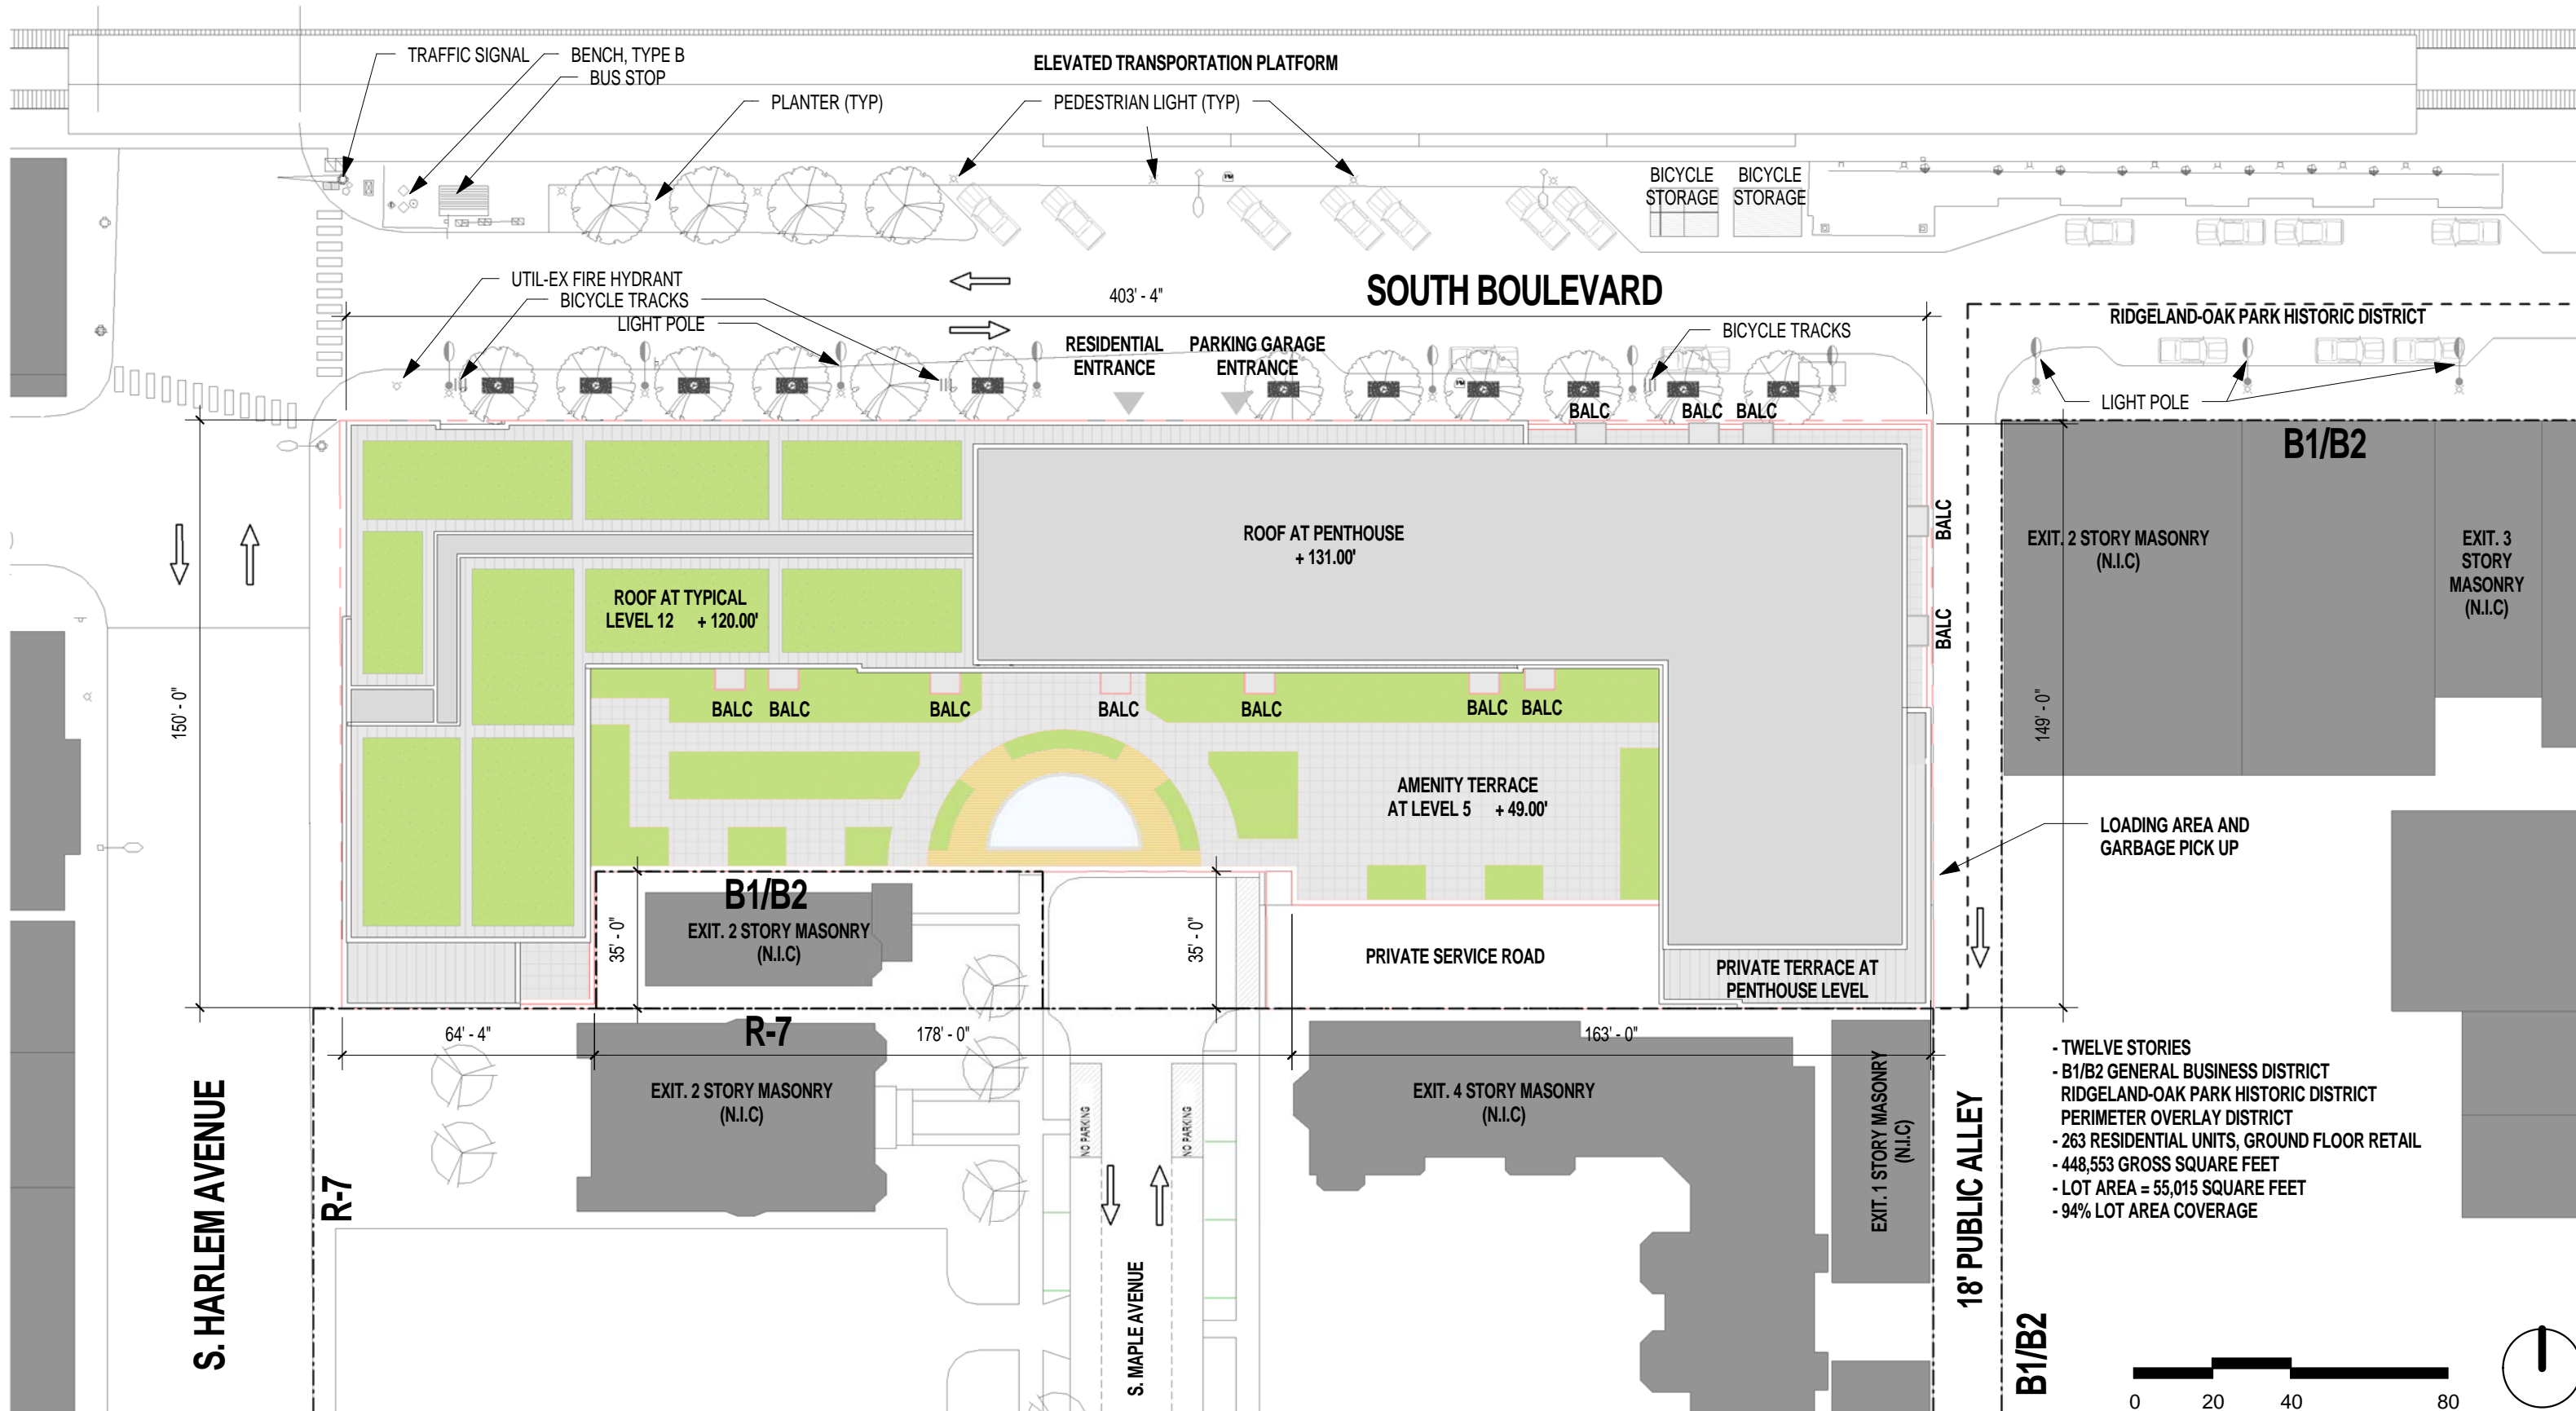 TRAFFIC SIGNAL
BENCH, TYPE B
BUS STOP
ELEVATED TRANSPORTATION PLATFORM
PLANTER (TYP)
PEDESTRIAN LIGHT (TYP)
BICYCLE
STORAGE
BICYCLE
STORAGE
UTIL-EX FIRE HYDRANT
BICYCLE TRACKS
LIGHT POLE
403' - 4"
SOUTH BOULEVARD
RESIDENTIAL
ENTRANCE
PARKING GARAGE
ENTRANCE
BICYCLE TRACKS
RIDGELAND-OAK PARK HISTORIC DISTRICT
LIGHT POLE
BALC
BALC
BALC
B1/B2
ROOF AT PENTHOUSE
+ 131.00'
BALC
BALC
EXIT. 2 STORY MASONRY
(N.I.C)
EXIT. 3
STORY
MASONRY
(N.I.C)
ROOF AT TYPICAL
LEVEL 12 + 120.00'
150' - 0"
149' - 0"
BALC
BALC
BALC
BALC
BALC
BALC
BALC
AMENITY TERRACE
AT LEVEL 5 + 49.00'
LOADING AREA AND
GARBAGE PICK UP
B1/B2
EXIT. 2 STORY MASONRY
(N.I.C)
35' - 0"
35' - 0"
PRIVATE SERVICE ROAD
PRIVATE TERRACE AT
PENTHOUSE LEVEL
64' - 4"
R-7
178' - 0"
163' - 0"
EXIT. 2 STORY MASONRY
(N.I.C)
NO PARKING
NO PARKING
EXIT. 4 STORY MASONRY
(N.I.C)
EXIT. 1 STORY MASONRY
(N.I.C)
- TWELVE STORIES
- B1/B2 GENERAL BUSINESS DISTRICT
RIDGELAND-OAK PARK HISTORIC DISTRICT
PERIMETER OVERLAY DISTRICT
- 263 RESIDENTIAL UNITS, GROUND FLOOR RETAIL
- 448,553 GROSS SQUARE FEET
- LOT AREA = 55,015 SQUARE FEET
- 94% LOT AREA COVERAGE
S. HARLEM AVENUE
R-7
S. MAPLE AVENUE
18' PUBLIC ALLEY
B1/B2
0 20 40 80